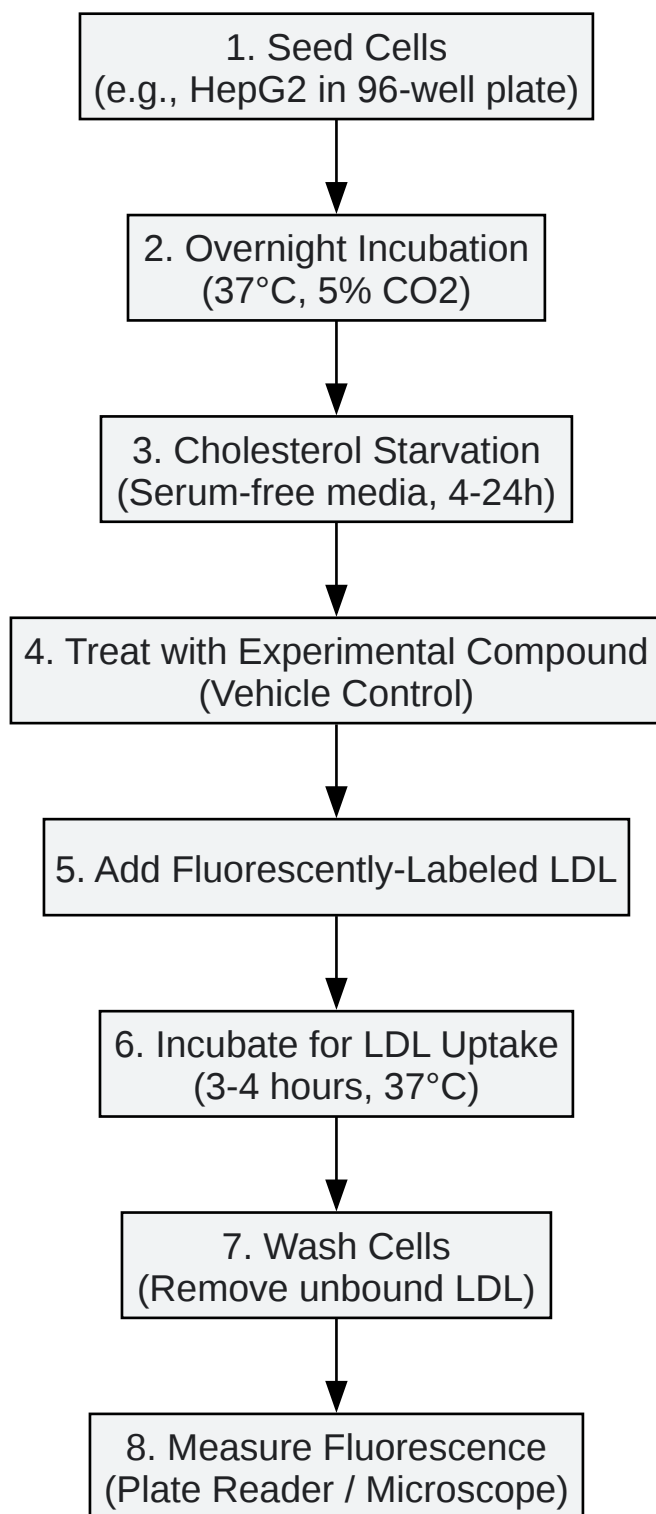 1. Seed Cells
(e.g., HepG2 in 96-well plate)
2. Overnight Incubation
(37°C, 5% CO2)
3. Cholesterol Starvation
(Serum-free media, 4-24h)
4. Treat with Experimental Compound
(Vehicle Control)
5. Add Fluorescently-Labeled LDL
6. Incubate for LDL Uptake
(3-4 hours, 37°C)
7. Wash Cells
(Remove unbound LDL)
8. Measure Fluorescence
(Plate Reader / Microscope)